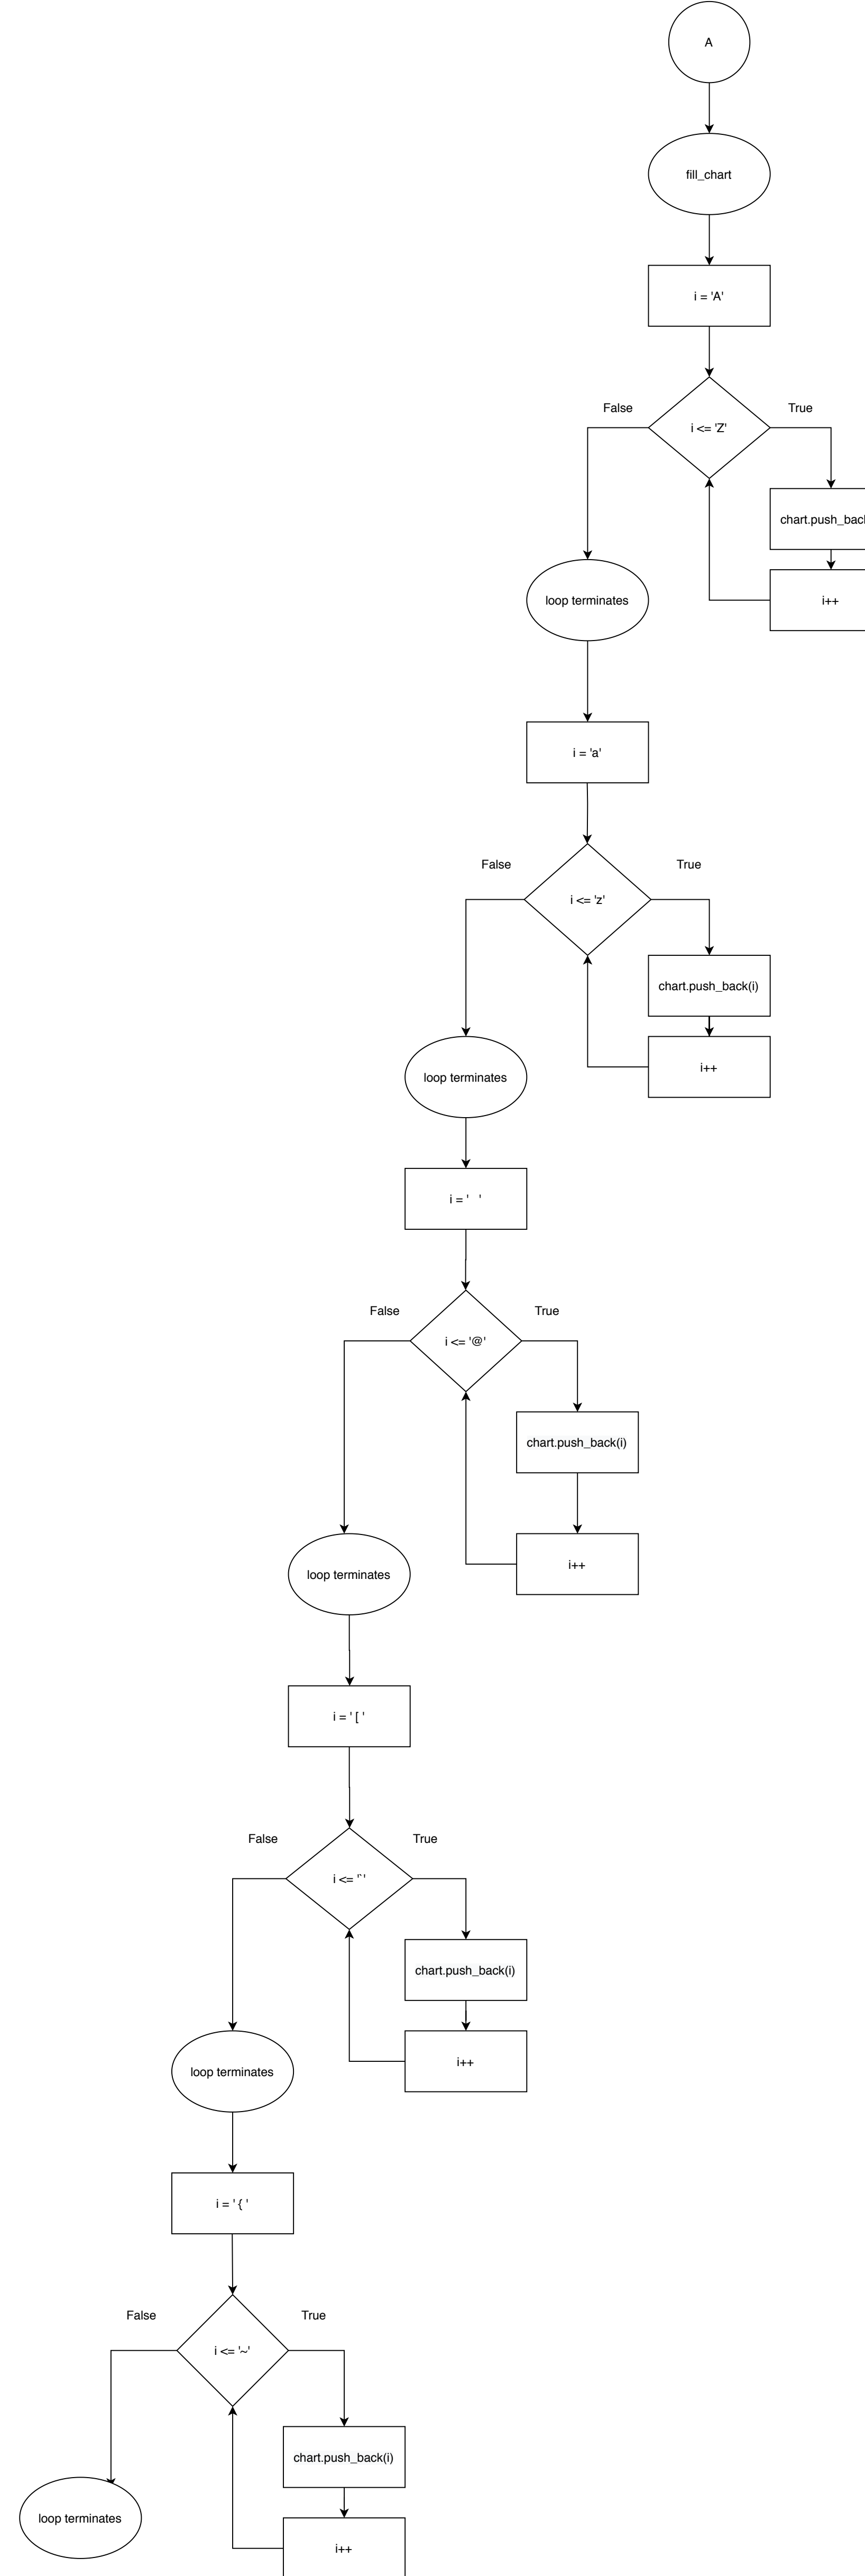 A
fill_chart
i = 'A'
False
True
i <= 'Z'
chart.push_bac
loop terminates
i++
i = 'a'
False
True
i <= 'z'
chart.push_back(i)
loop terminates
i++
i = '   '
False
True
i <= '@'
chart.push_back(i)
i++
loop terminates
i = ' [ '
False
True
i <= '`'
chart.push_back(i)
i++
loop terminates
i = ' { '
False
True
i <= '~'
chart.push_back(i)
loop terminates
i++